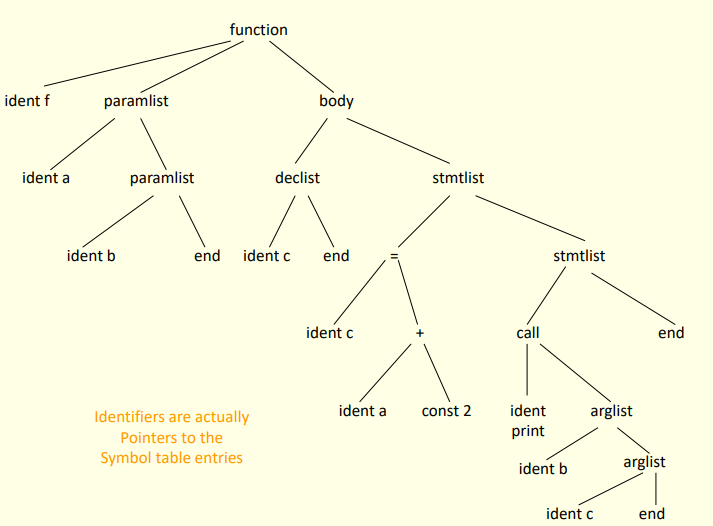 function
ident f
paramlist
body
ident a
paramlist
declist
stmtlist
ident b
end
ident c
end
=
stmtlist
ident c
+
call
end
ident a
const 2
ident
print
arglist
Identifiers are actually
Pointers to the
Symbol table entries
ident b
arglist
ident c
end